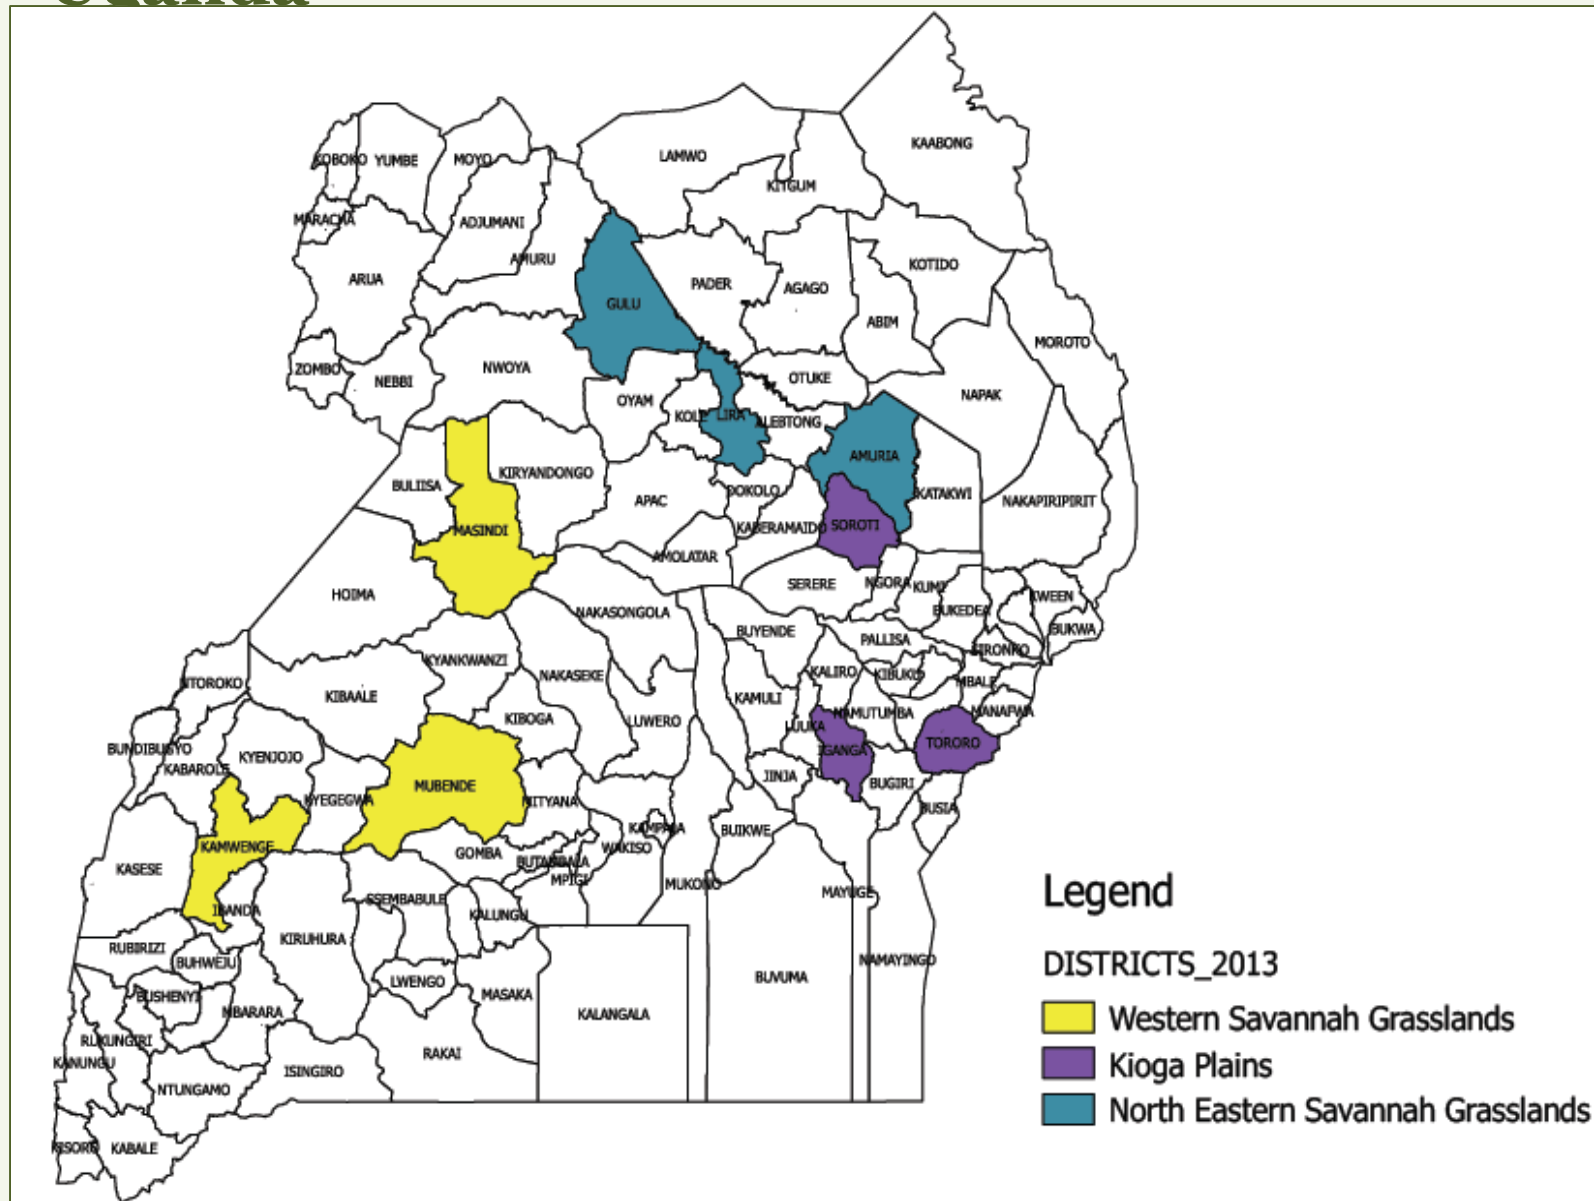 Uganda
KAABONG
LAMWO
KOBOKO
YUMBE
MOYO
KITGUM
MARACHA
ADJUMANI
AMURU
KOTIDO
ARUA
PADER
AGAGO
GULU
ABIM
MOROTO
ZOMBO
NEBBI
NWOYA
OTUKE
NAPAK
OYAM
KOLE
LIRA
ALEBTONG
AMURIA
KIRYANDONGO
BULIISA
APAC
DOKOLO
KATAKWI
NAKAPIRIPIRIT
MASINDI
KABERAMAIDO
SOROTI
AMOLATAR
HOIMA
SERERE
NGORA
KUMI
BUKEDEA
KWEEN
NAKASONGOLA
BUYENDE
BUKWA
PALLISA
SIRONKO
KYANKWANZI
NAKASEKE
KALIRO
KIBUKU
MBALE
NTOROKO
KIBAALE
KAMULI
NAMUTUMBA
MANAFWA
KIBOGA
LUWERO
LUUKA
IGANGA
TORORO
BUNDIBUGYO
KABAROLE
KYENJOJO
JINJA
BUGIRI
MUBENDE
KYEGEGWA
MITYANA
BUSIA
KAMPALA
BUIKWE
KAMWENGE
WAKISO
GOMBA
BUTAMBALA
KASESE
MPIGI
MUKONO
MAYUGE
SSEMBABULE
IBANDA
KALUNGU
KIRUHURA
RUBIRIZI
BUHWEJU
NAMAYINGO
LWENGO
BUVUMA
BUSHENYI
MASAKA
MBARARA
KALANGALA
RUKUNGIRI
RAKAI
KANUNGU
ISINGIRO
NTUNGAMO
KISORO
KABALE
Legend
DISTRICTS_2013
Western Savannah Grasslands
Kioga Plains
North Eastern Savannah Grasslands